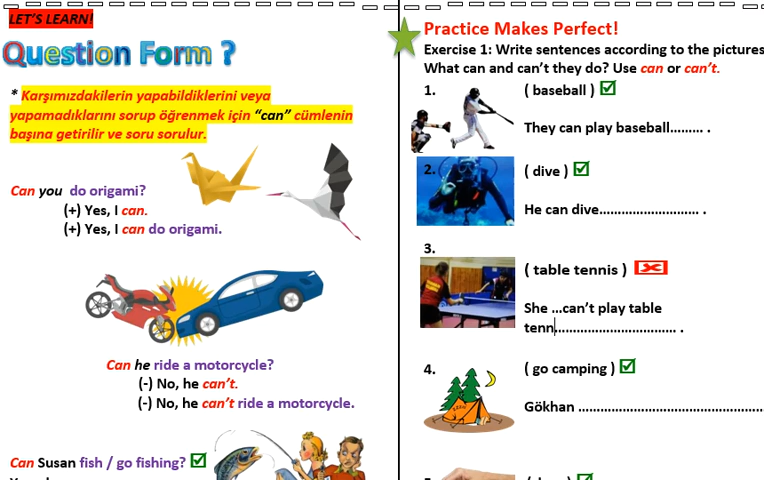 LET'S LEARN!
Question Form ?
* Karşımızdakilerin yapabildiklerini veya
yapamadıklarını sorup öğrenmek için “can” cümlenin
başına getirilir ve soru sorulur.
Can you do origami?
(+) Yes, I can.
(+) Yes, I can do origami.
Can he ride a motorcycle?
(-) No, he can't.
(-) No, he can't ride a motorcycle.
Can Susan fish / go fishing?
Practice Makes Perfect!
Exercise 1: Write sentences according to the pictures
What can and can't they do? Use can or can't.
1. ( baseball )
They can play baseball......... .
2. ( dive )
He can dive........................... .
3.
( table tennis )
She ...can't play table
tenn................................. .
4. ( go camping )
Gökhan ..................................................